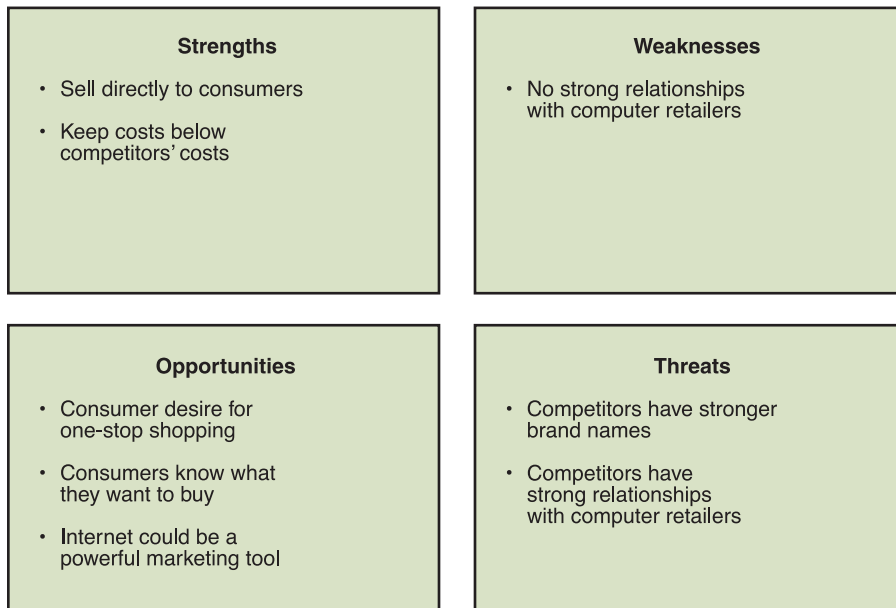 Strengths
• Sell directly to consumers
• Keep costs below
competitors' costs
Weaknesses
• No strong relationships
with computer retailers
Opportunities
• Consumer desire for
one-stop shopping
• Consumers know what
they want to buy
• Internet could be a
powerful marketing tool
Threats
• Competitors have stronger
brand names
• Competitors have
strong relationships
with computer retailers